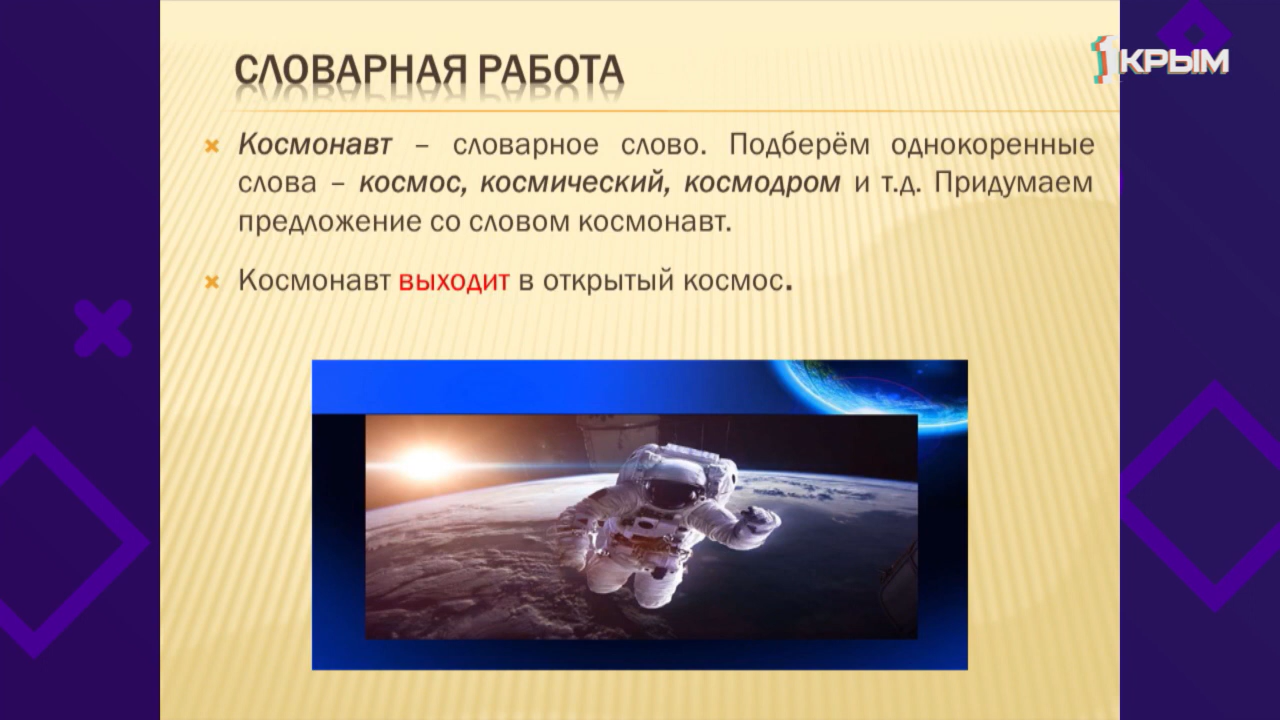 СЛОВАРНАЯ РАБОТА
1КРЫМ
Космонавт – словарное слово. Подберём однокоренные
слова – космос, космический, космодром и т.д. Придумаем
предложение со словом космонавт.
Космонавт выходит в открытый космос.